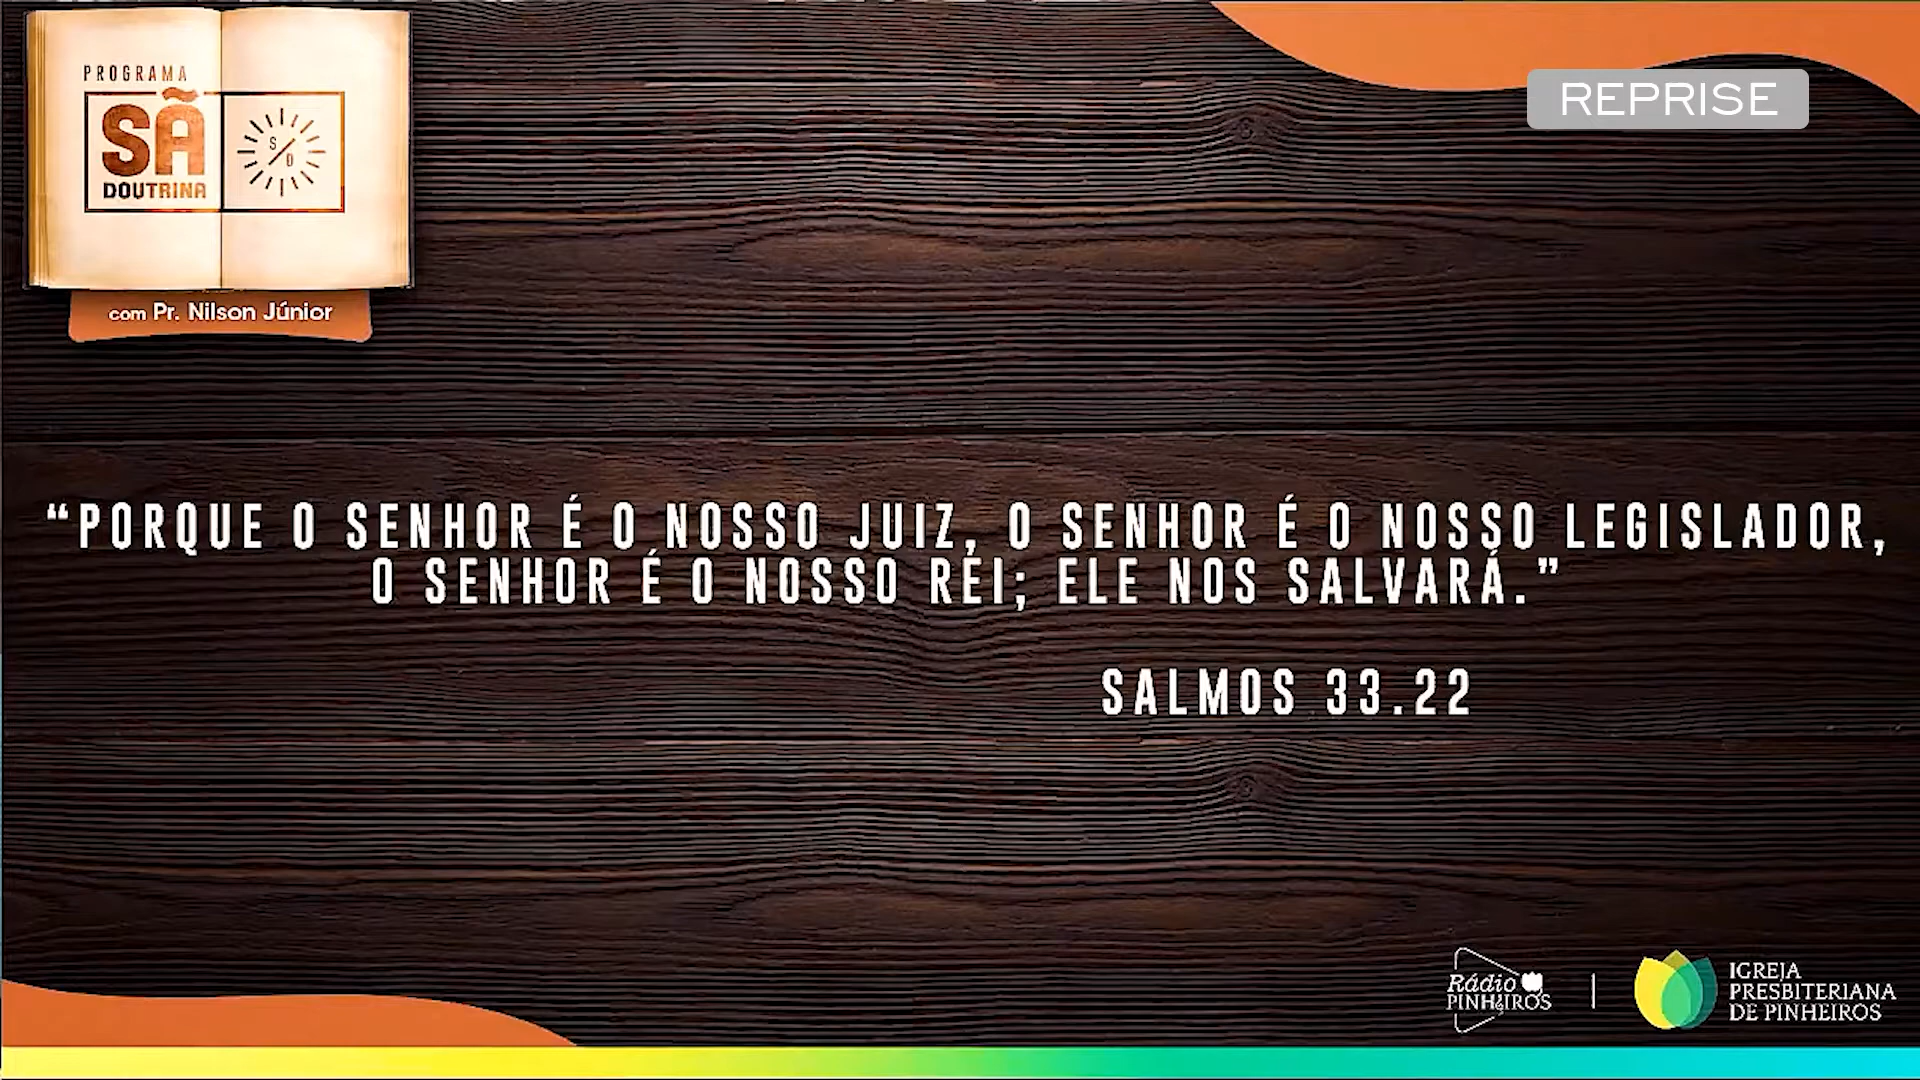 PROGRAMA
SÃ
DOUTRINA
S/D
com Pr. Nilson Júnior
REPRISE
“PORQUE O SENHOR É O NOSSO JUIZ, O SENHOR É O NOSSO LEGISLADOR,
O SENHOR É O NOSSO REI; ELE NOS SALVARÁ.”
SALMOS 33.22
Rádio
PINHEIROS
IGREJA
PRESBITERIANA
DE PINHEIROS